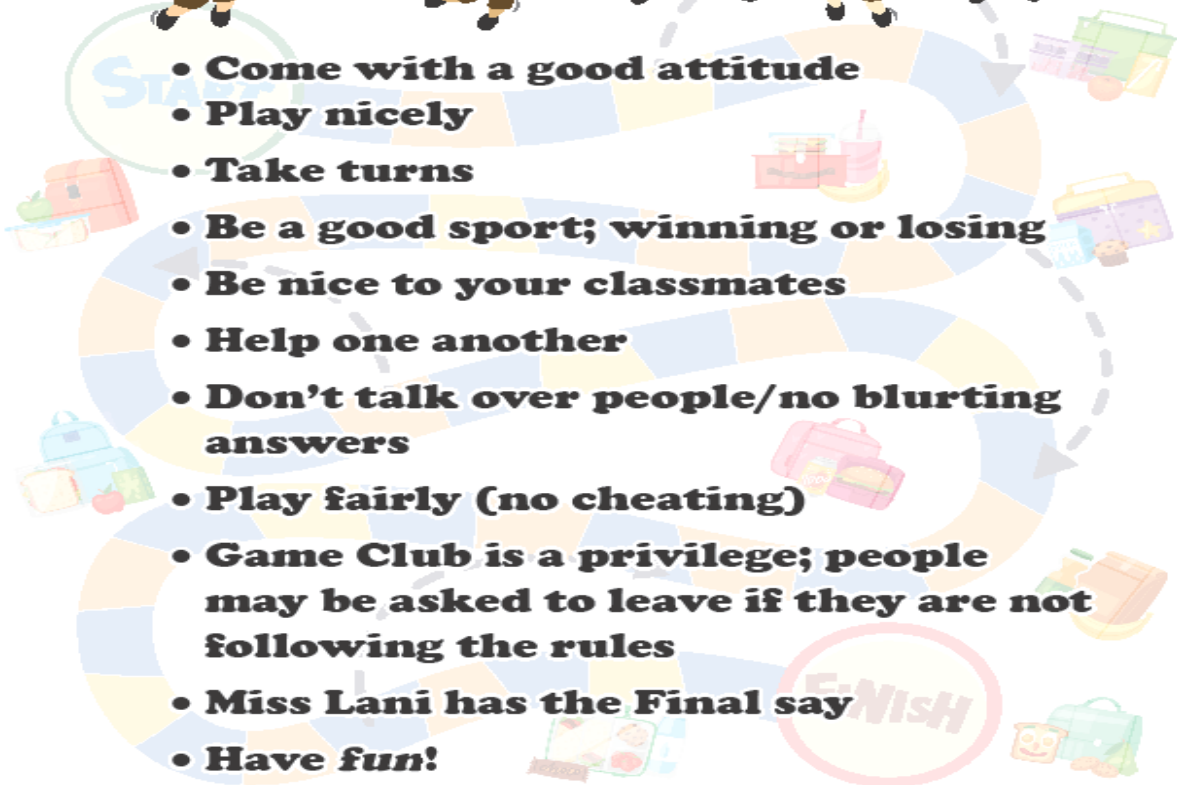 START
• Come with a good attitude
• Play nicely
• Take turns
• Be a good sport; winning or losing
• Be nice to your classmates
• Help one another
• Don't talk over people/no blurting
answers
• Play fairly (no cheating)
• Game Club is a privilege; people
may be asked to leave if they are not
following the rules
• Miss Lani has the Final say
FINISH
• Have fun!